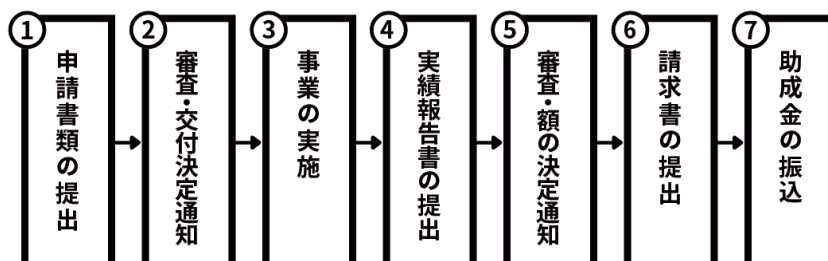 1
申請書類の提出
2
審査・交付決定通知
3
事業の実施
4
実績報告書の提出
5
審査・額の決定通知
6
請求書の提出
7
助成金の振込